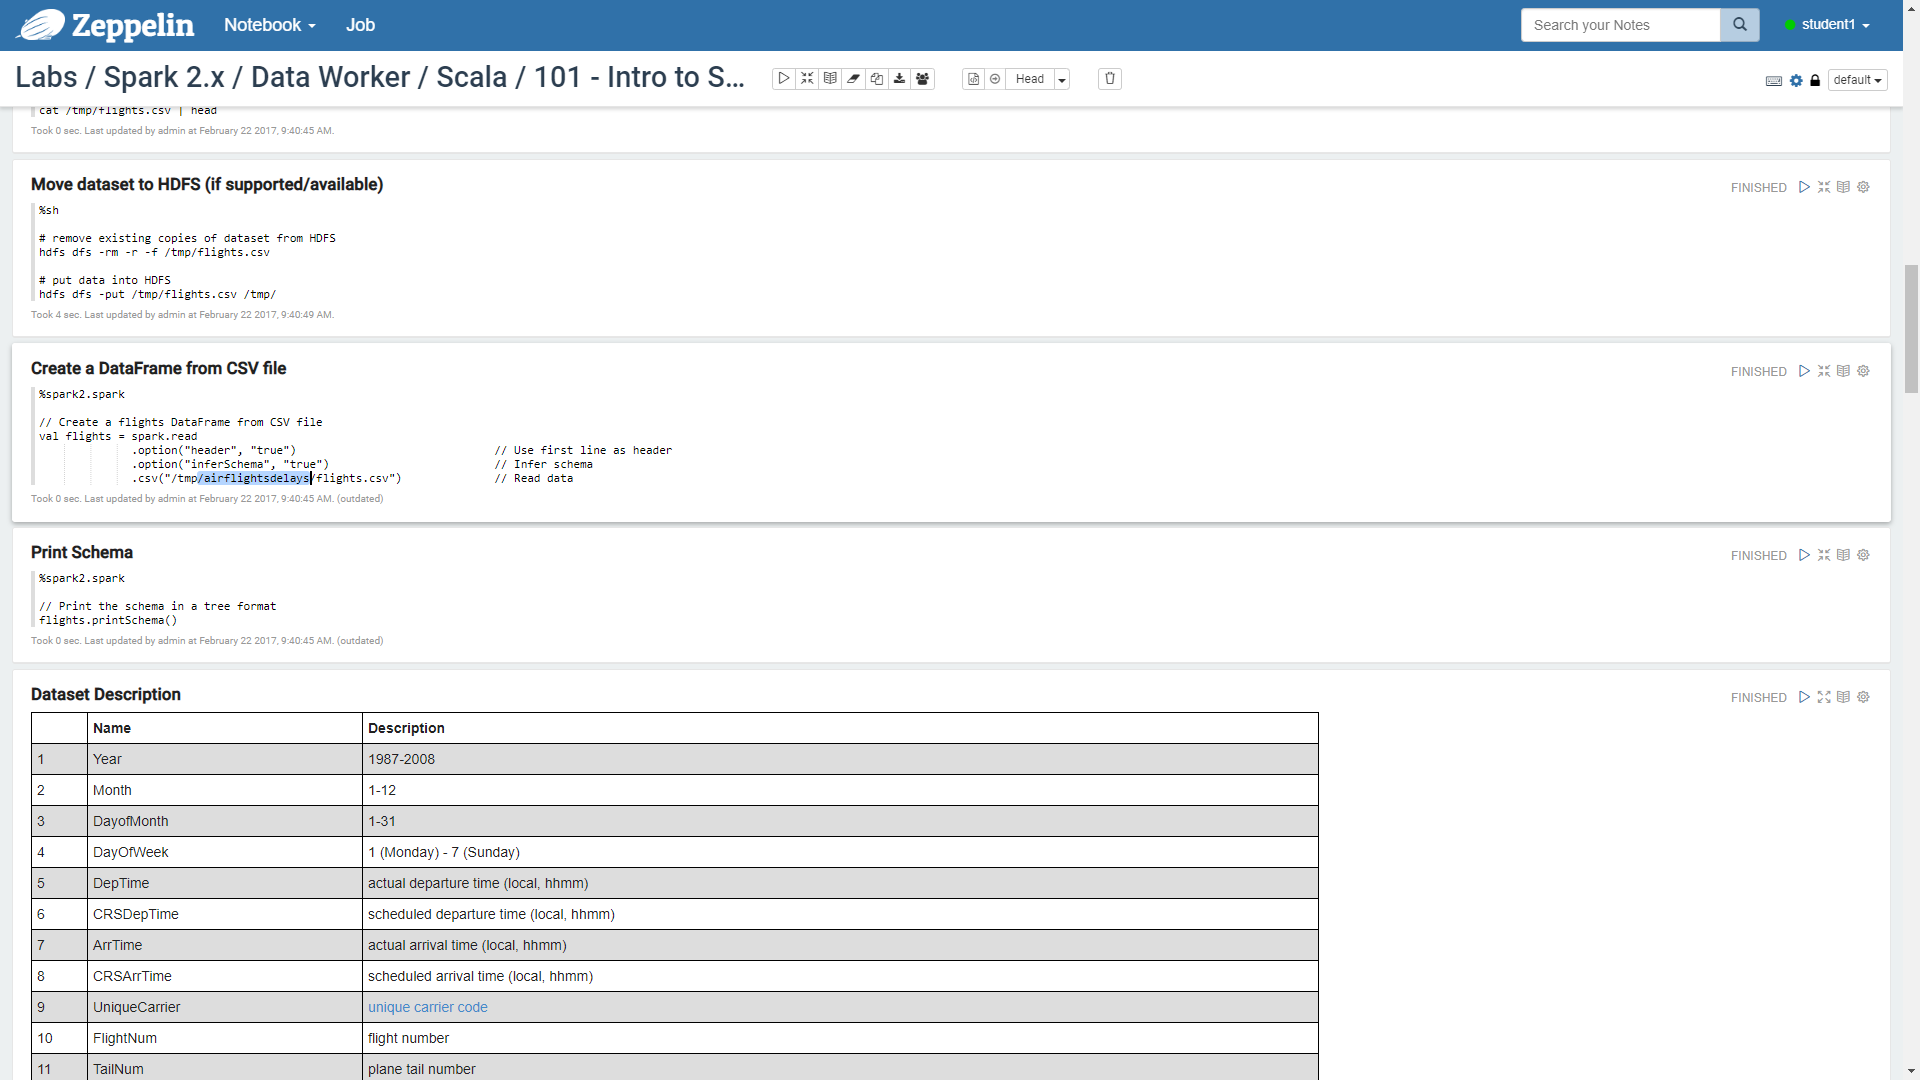 Zeppelin Notebook Job Search your Notes student1
Labs / Spark 2.x / Data Worker / Scala / 101 - Intro to S... Head default
cat /tmp/flights.csv | head
Took 0 sec. Last updated by admin at February 22 2017, 9:40:45 AM.
Move dataset to HDFS (if supported/available) FINISHED
%sh
# remove existing copies of dataset from HDFS
hdfs dfs -rm -r -f /tmp/flights.csv
# put data into HDFS
hdfs dfs -put /tmp/flights.csv /tmp/
Took 4 sec. Last updated by admin at February 22 2017, 9:40:49 AM.
Create a DataFrame from CSV file FINISHED
%spark2.spark
// Create a flights DataFrame from CSV file
val flights = spark.read
.option("header", "true") // Use first line as header
.option("inferSchema", "true") // Infer schema
.csv("/tmp/airflightsdelays/flights.csv") // Read data
Took 0 sec. Last updated by admin at February 22 2017, 9:40:45 AM. (outdated)
Print Schema FINISHED
%spark2.spark
// Print the schema in a tree format
flights.printSchema()
Took 0 sec. Last updated by admin at February 22 2017, 9:40:45 AM. (outdated)
Dataset Description FINISHED
Name Description
1 Year 1987-2008
2 Month 1-12
3 DayofMonth 1-31
4 DayOfWeek 1 (Monday) - 7 (Sunday)
5 DepTime actual departure time (local, hhmm)
6 CRSDepTime scheduled departure time (local, hhmm)
7 ArrTime actual arrival time (local, hhmm)
8 CRSArrTime scheduled arrival time (local, hhmm)
9 UniqueCarrier unique carrier code
10 FlightNum flight number
11 TailNum plane tail number